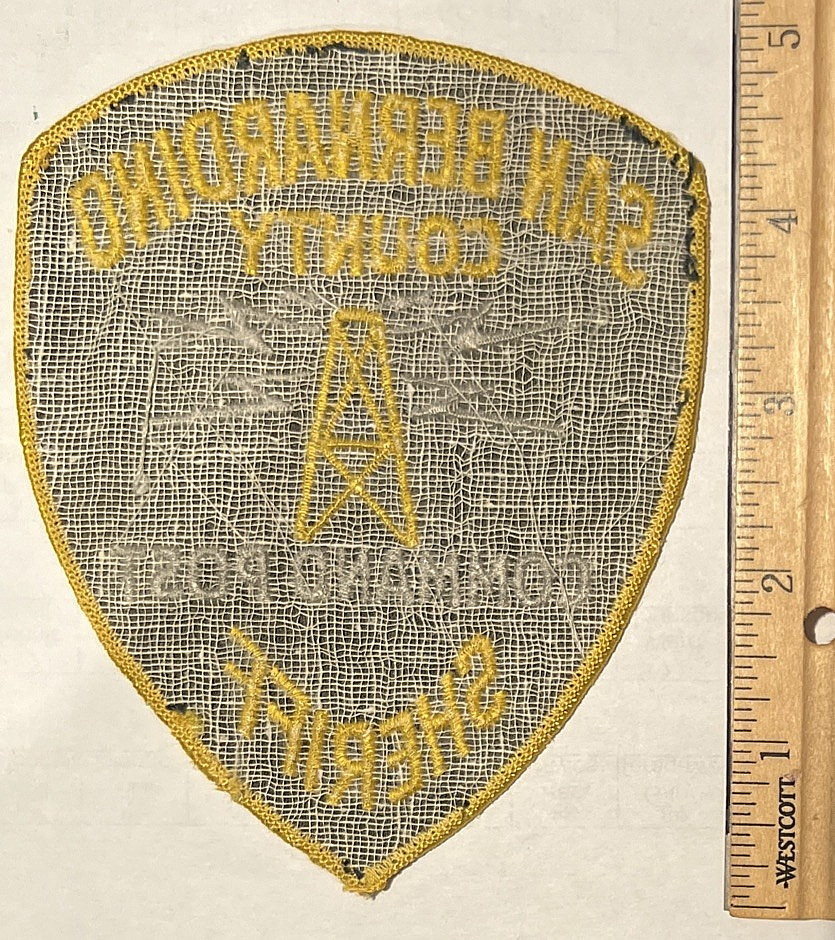 SAN BERNARDINO
COUNTY
COMMAND POST
SHERIFF
5
4
3
2
1
WESTCOTT